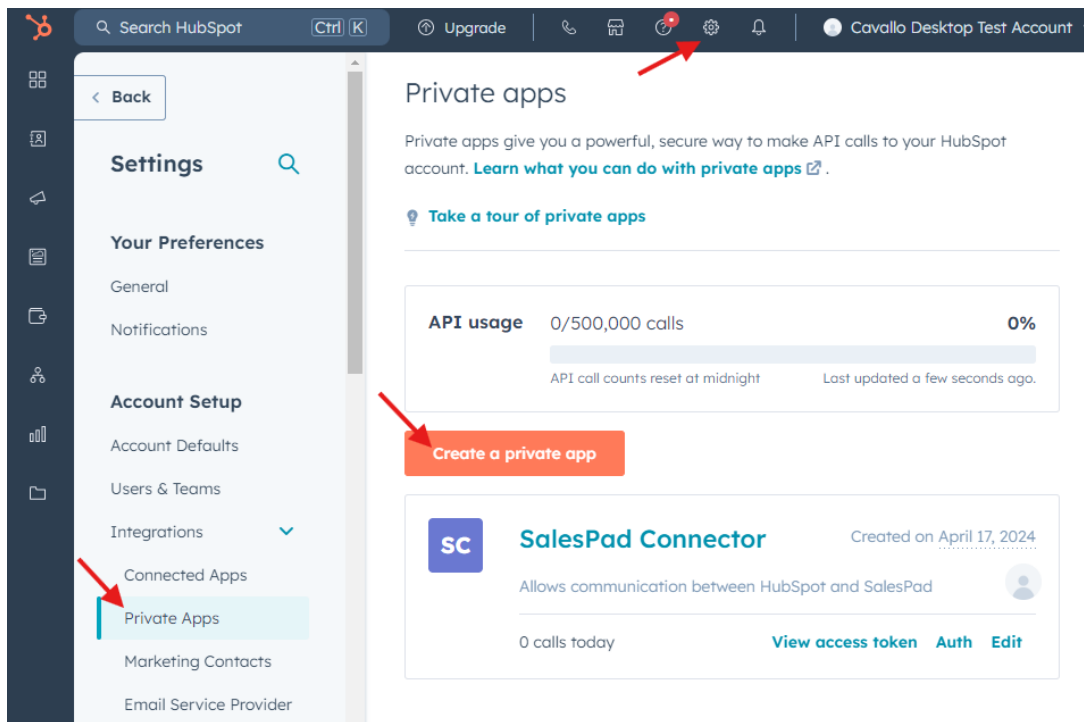 Search HubSpot Ctrl K Upgrade Cavallo Desktop Test Account
Back
Settings
Your Preferences
General
Notifications
Account Setup
Account Defaults
Users & Teams
Integrations
Connected Apps
Private Apps
Marketing Contacts
Email Service Provider
Private apps
Private apps give you a powerful, secure way to make API calls to your HubSpot
account. Learn what you can do with private apps .
Take a tour of private apps
API usage 0/500,000 calls 0%
API call counts reset at midnight Last updated a few seconds ago.
Create a private app
SC SalesPad Connector Created on April 17, 2024
Allows communication between HubSpot and SalesPad
0 calls today View access token Auth Edit